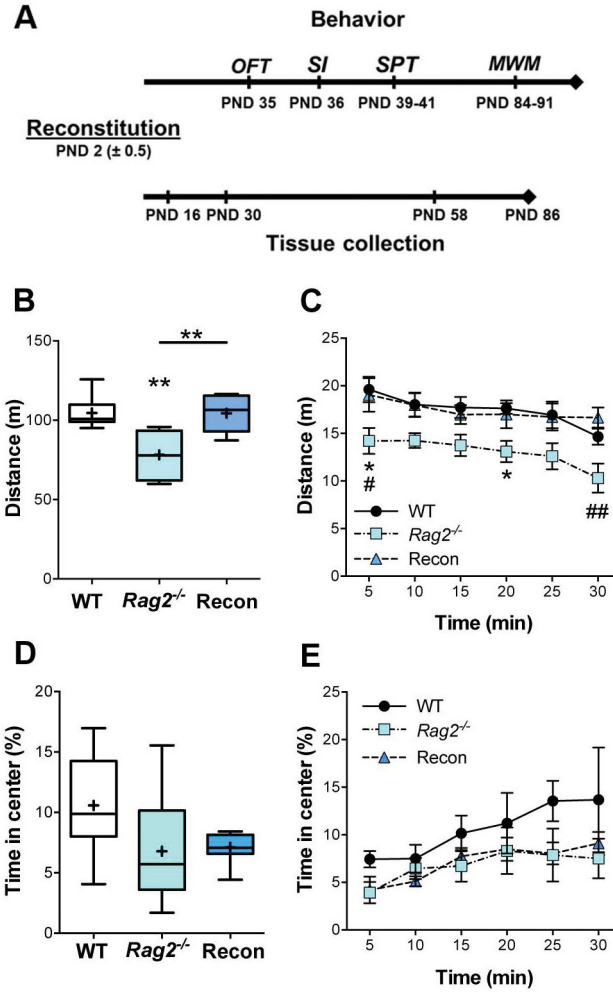 A
Behavior
OFT SI SPT MWM
PND 35 PND 36 PND 39-41 PND 84-91
Reconstitution
PND 2 (± 0.5)
PND 16 PND 30 PND 58 PND 86
Tissue collection
B
Distance (m)
150
100
50
0
**
**
WT Rag2-/- Recon
C
Distance (m)
25
20
15
10
5
0
*
#
*
##
WT
Rag2-/-
Recon
5 10 15 20 25 30
Time (min)
D
Time in center (%)
20
15
10
5
0
WT Rag2-/- Recon
E
Time in center (%)
25
20
15
10
5
0
WT
Rag2-/-
Recon
5 10 15 20 25 30
Time (min)